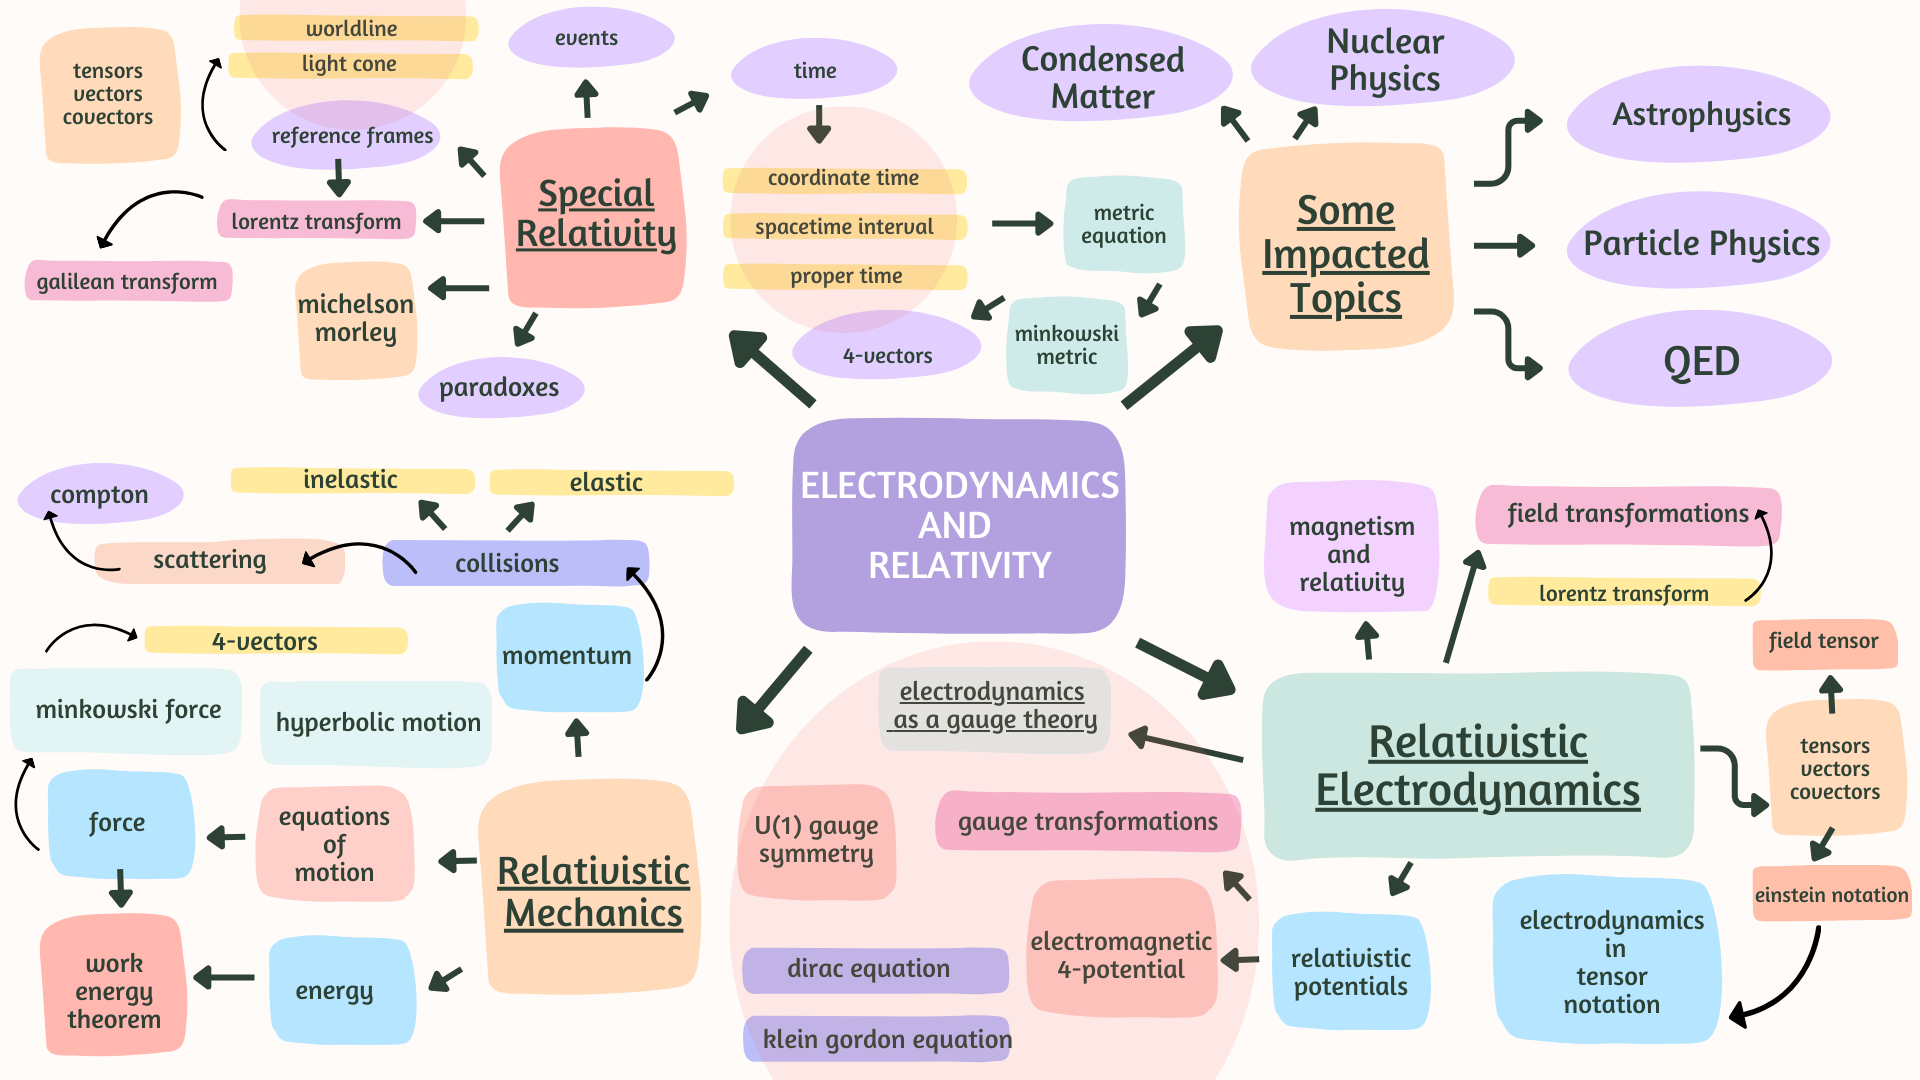 worldline
light cone
tensors
vectors
covectors
reference frames
lorentz transform
galilean transform
michelson
morley
paradoxes
events
time
Special
Relativity
coordinate time
spacetime interval
proper time
metric
equation
minkowski
metric
4-vectors
Condensed
Matter
Nuclear
Physics
Astrophysics
Particle Physics
QED
Some
Impacted
Topics
ELECTRODYNAMICS
AND
RELATIVITY
compton
inelastic
elastic
scattering
collisions
4-vectors
momentum
minkowski force
hyperbolic motion
force
equations
of
motion
Relativistic
Mechanics
work
energy
theorem
energy
electrodynamics
as a gauge theory
U(1) gauge
symmetry
gauge transformations
electromagnetic
4-potential
dirac equation
klein gordon equation
magnetism
and
relativity
field transformations
lorentz transform
field tensor
Relativistic
Electrodynamics
tensors
vectors
covectors
einstein notation
relativistic
potentials
electrodynamics
in
tensor
notation